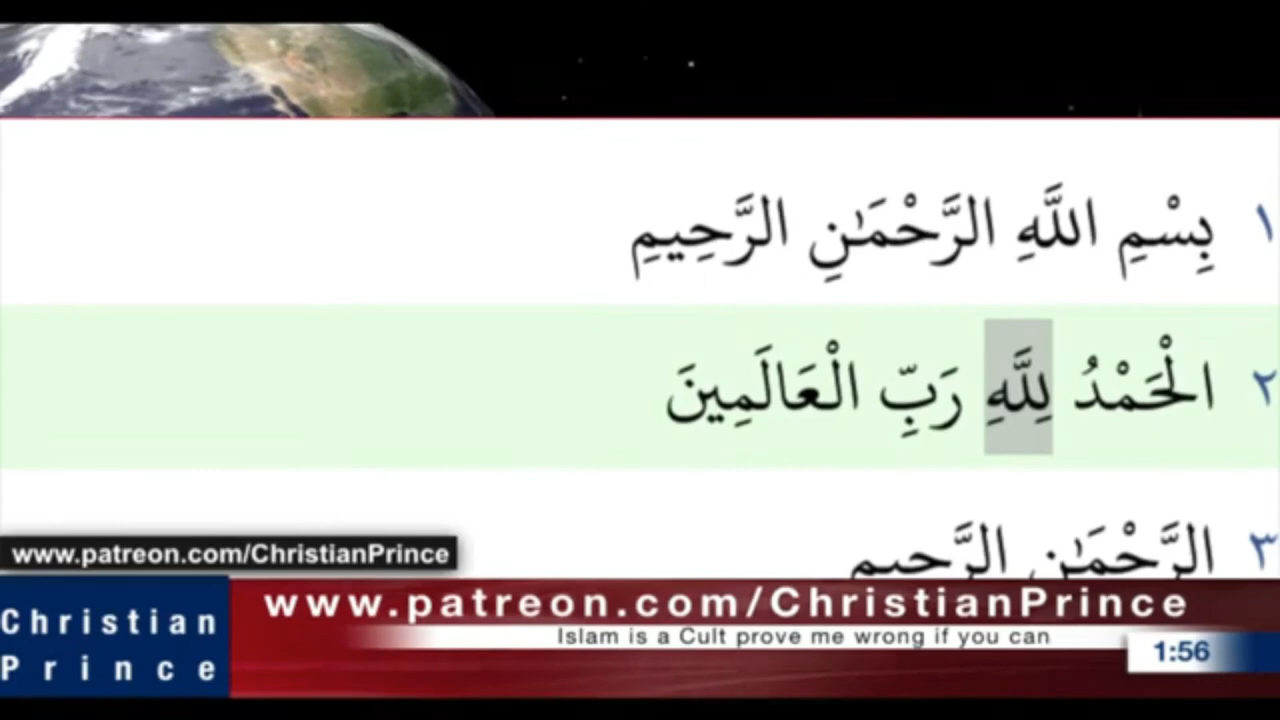 ١ بِسْمِ اللَّهِ الرَّحْمَٰنِ الرَّحِيمِ
٢ الْحَمْدُ لِلَّهِ رَبِّ الْعَالَمِينَ
٣ الرَّحْمَٰنِ الرَّحِيمِ
www.patreon.com/ChristianPrince
www.patreon.com/ChristianPrince
Islam is a Cult prove me wrong if you can
Christian
Prince
1:56